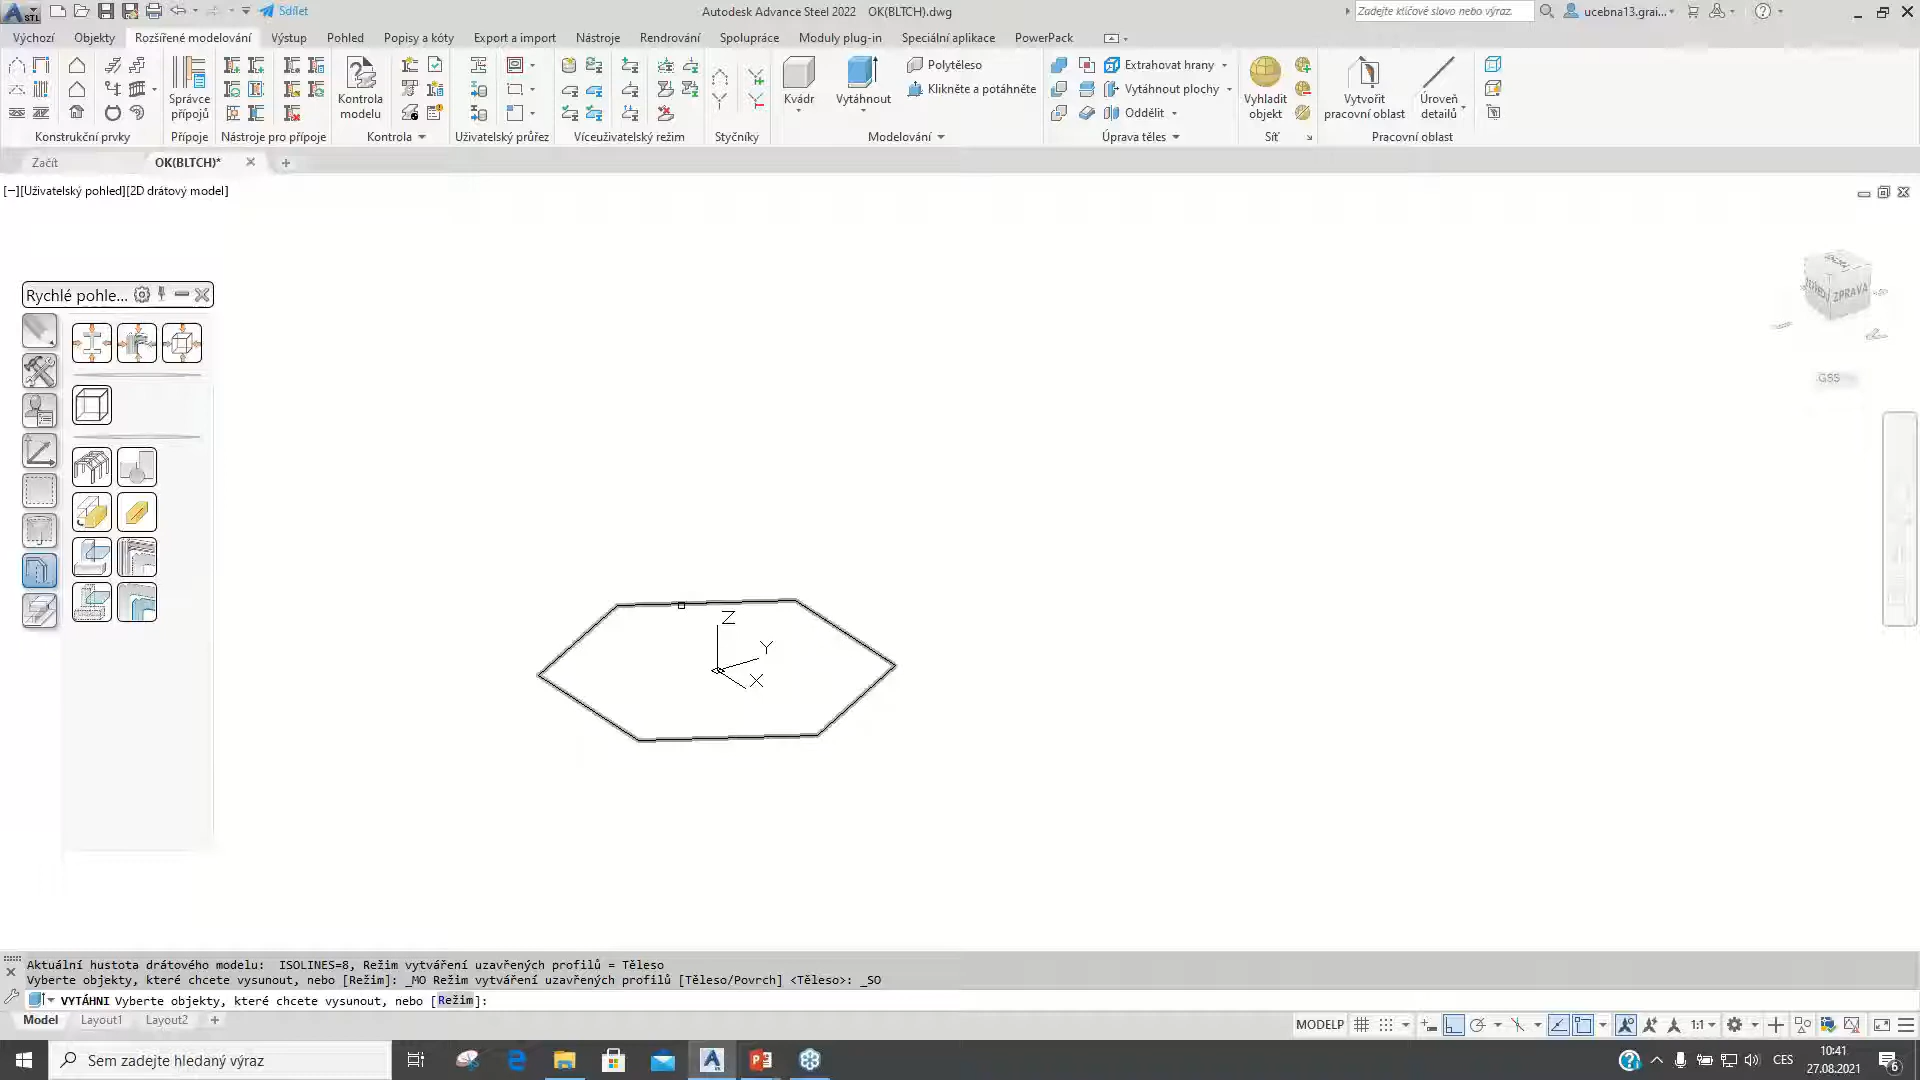 STL
Sdílet
Autodesk Advance Steel 2022 OK(BLTCH).dwg
Zadejte klíčové slovo nebo výraz.
ucebna13.grai...
Výchozí Objekty Rozšířené modelování Výstup Pohled Popisy a kóty Export a import Nástroje Rendrování Spolupráce Moduly plug-in Speciální aplikace PowerPack
Správce přípojů
Kontrola modelu
Kvádr
Vytáhnout
Polytěleso
Klikněte a potáhněte
Extrahovat hrany
Vytáhnout plochy
Oddělit
Vyhladit objekt
Vytvořit pracovní oblast
Úroveň detailů
Konstrukční prvky Přípoje Nástroje pro přípoje Kontrola Uživatelský průřez Víceuživatelský režim Styčníky Modelování Úprava těles Síť Pracovní oblast
Začít OK(BLTCH)*
[−][Uživatelský pohled][2D drátový model]
Rychlé pohle...
ZPRAVA
GSS
Z
Y
X
Aktuální hustota drátového modelu: ISOLINES=8, Režim vytváření uzavřených profilů = Těleso
Vyberte objekty, které chcete vysunout, nebo [Režim]: _MO Režim vytváření uzavřených profilů [Těleso/Povrch] <Těleso>: _SO
VYTÁHNI Vyberte objekty, které chcete vysunout, nebo [Režim]:
Model Layout1 Layout2
MODELP
1:1
Sem zadejte hledaný výraz
CES
10:41
27.08.2021
6